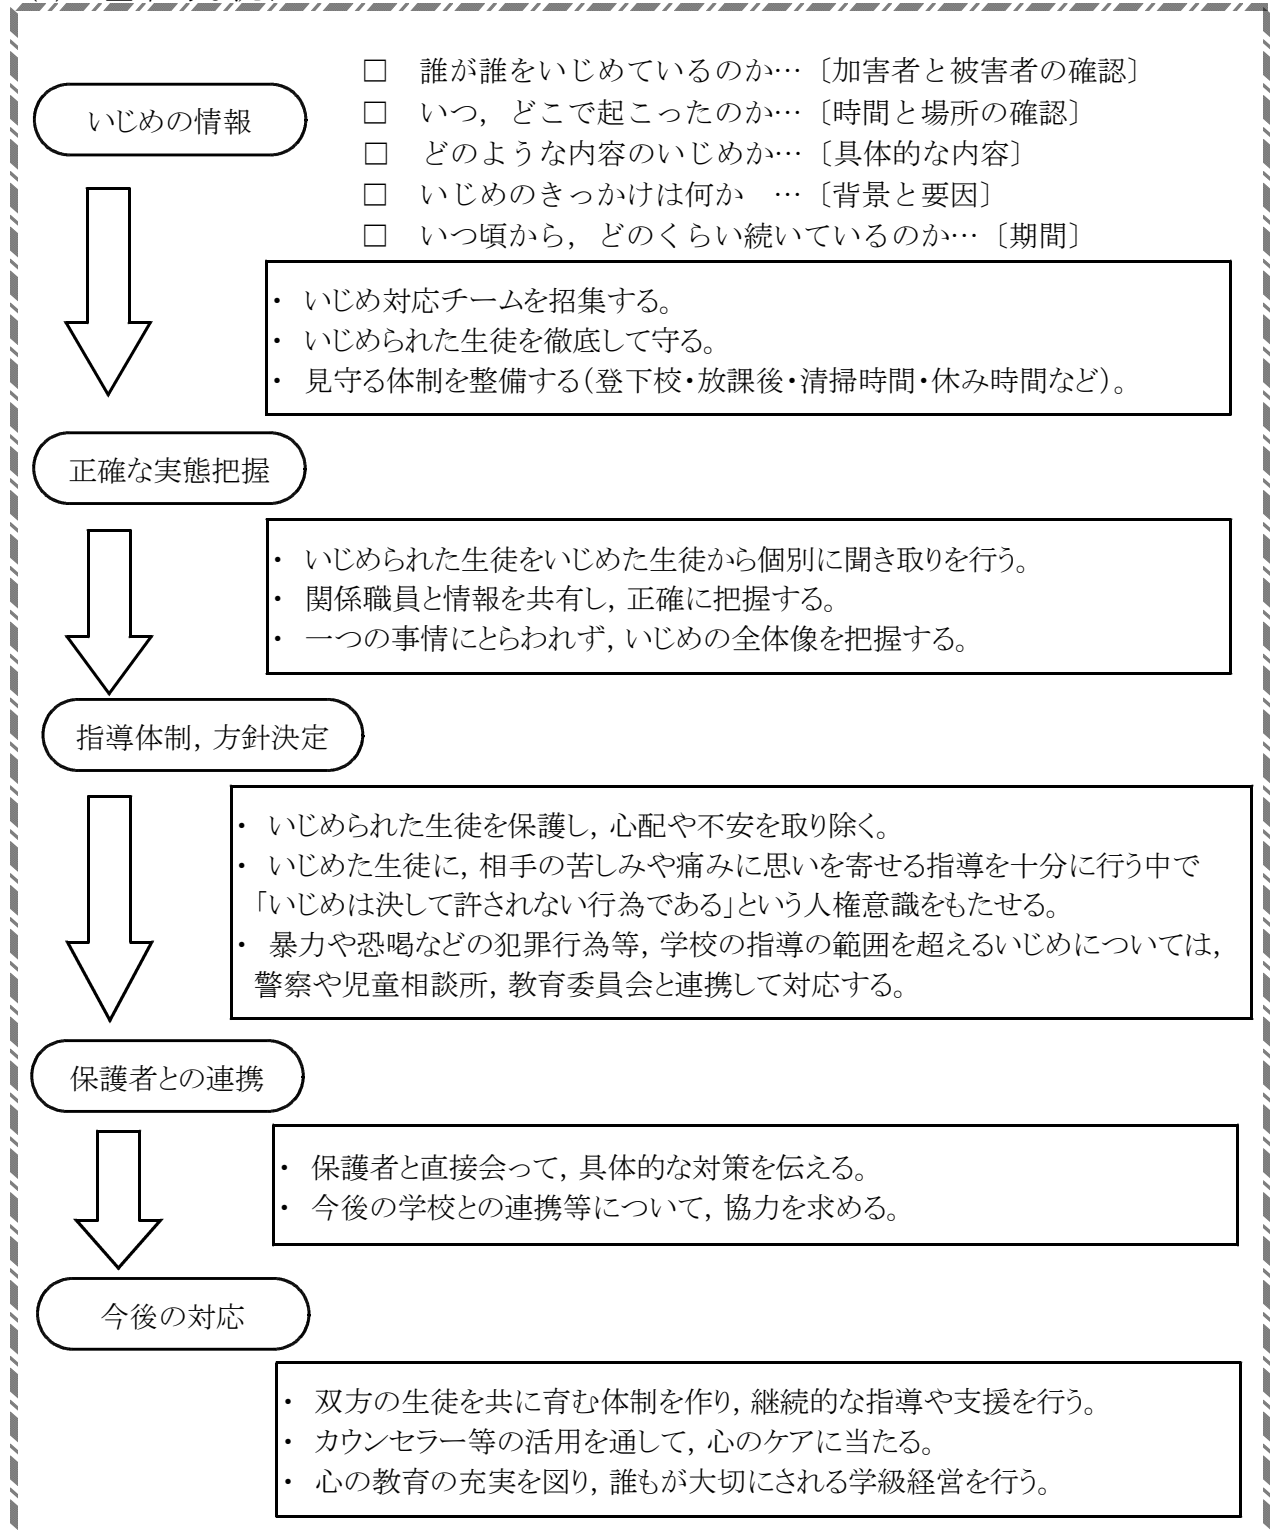 いじめの情報
□ 誰が誰をいじめているのか…〔加害者と被害者の確認〕
□ いつ，どこで起こったのか…〔時間と場所の確認〕
□ どのような内容のいじめか…〔具体的な内容〕
□ いじめのきっかけは何か …〔背景と要因〕
□ いつ頃から，どのくらい続いているのか…〔期間〕
・ いじめ対応チームを招集する。
・ いじめられた生徒を徹底して守る。
・ 見守る体制を整備する（登下校・放課後・清掃時間・休み時間など）。
正確な実態把握
・ いじめられた生徒をいじめた生徒から個別に聞き取りを行う。
・ 関係職員と情報を共有し，正確に把握する。
・ 一つの事情にとらわれず，いじめの全体像を把握する。
指導体制，方針決定
・ いじめられた生徒を保護し，心配や不安を取り除く。
・ いじめた生徒に，相手の苦しみや痛みに思いを寄せる指導を十分に行う中で
「いじめは決して許されない行為である」という人権意識をもたせる。
・ 暴力や恐喝などの犯罪行為等，学校の指導の範囲を超えるいじめについては，
警察や児童相談所，教育委員会と連携して対応する。
保護者との連携
・ 保護者と直接会って，具体的な対策を伝える。
・ 今後の学校との連携等について，協力を求める。
今後の対応
・ 双方の生徒を共に育む体制を作り，継続的な指導や支援を行う。
・ カウンセラー等の活用を通して，心のケアに当たる。
・ 心の教育の充実を図り，誰もが大切にされる学級経営を行う。